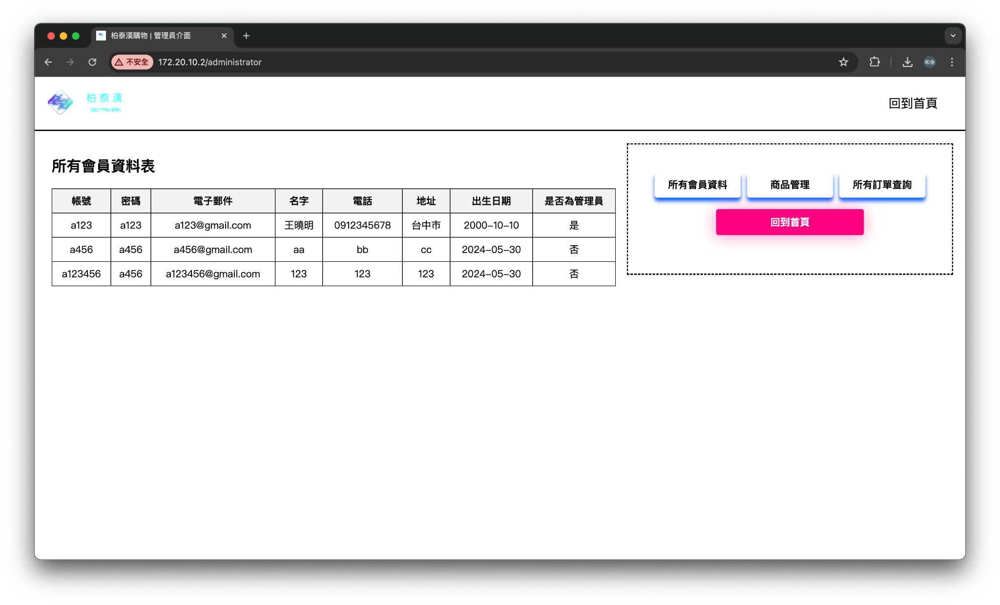 柏泰漢購物 | 管理員介面
不安全 172.20.10.2/administrator
和泰
柏泰漢
BOTAIHAN
回到首頁
所有會員資料表
帳號 密碼 電子郵件 名字 電話 地址 出生日期 是否為管理員
a123 a123 a123@gmail.com 王曉明 0912345678 台中市 2000-10-10 是
a456 a456 a456@gmail.com aa bb cc 2024-05-30 否
a123456 a456 a123456@gmail.com 123 123 123 2024-05-30 否
所有會員資料 商品管理 所有訂單查詢
回到首頁